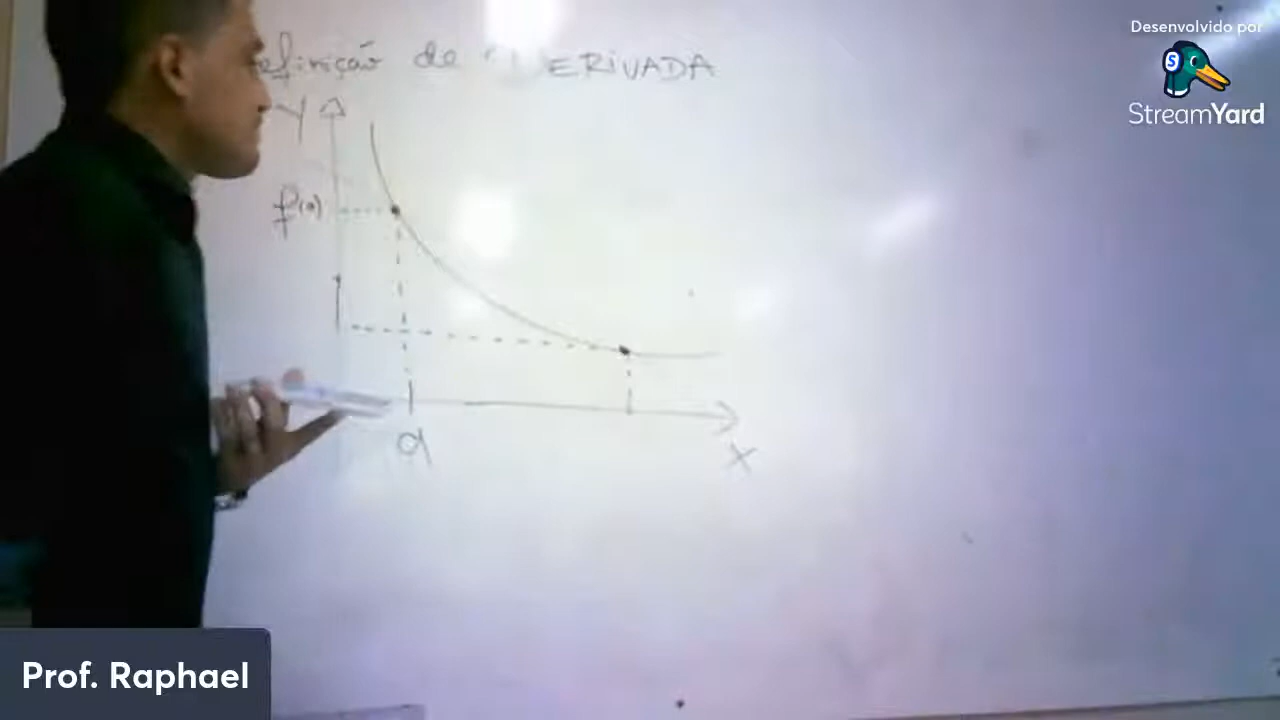 Desenvolvido por
StreamYard
efinição de DERIVADA
Y
f(a)
a
X
Prof. Raphael